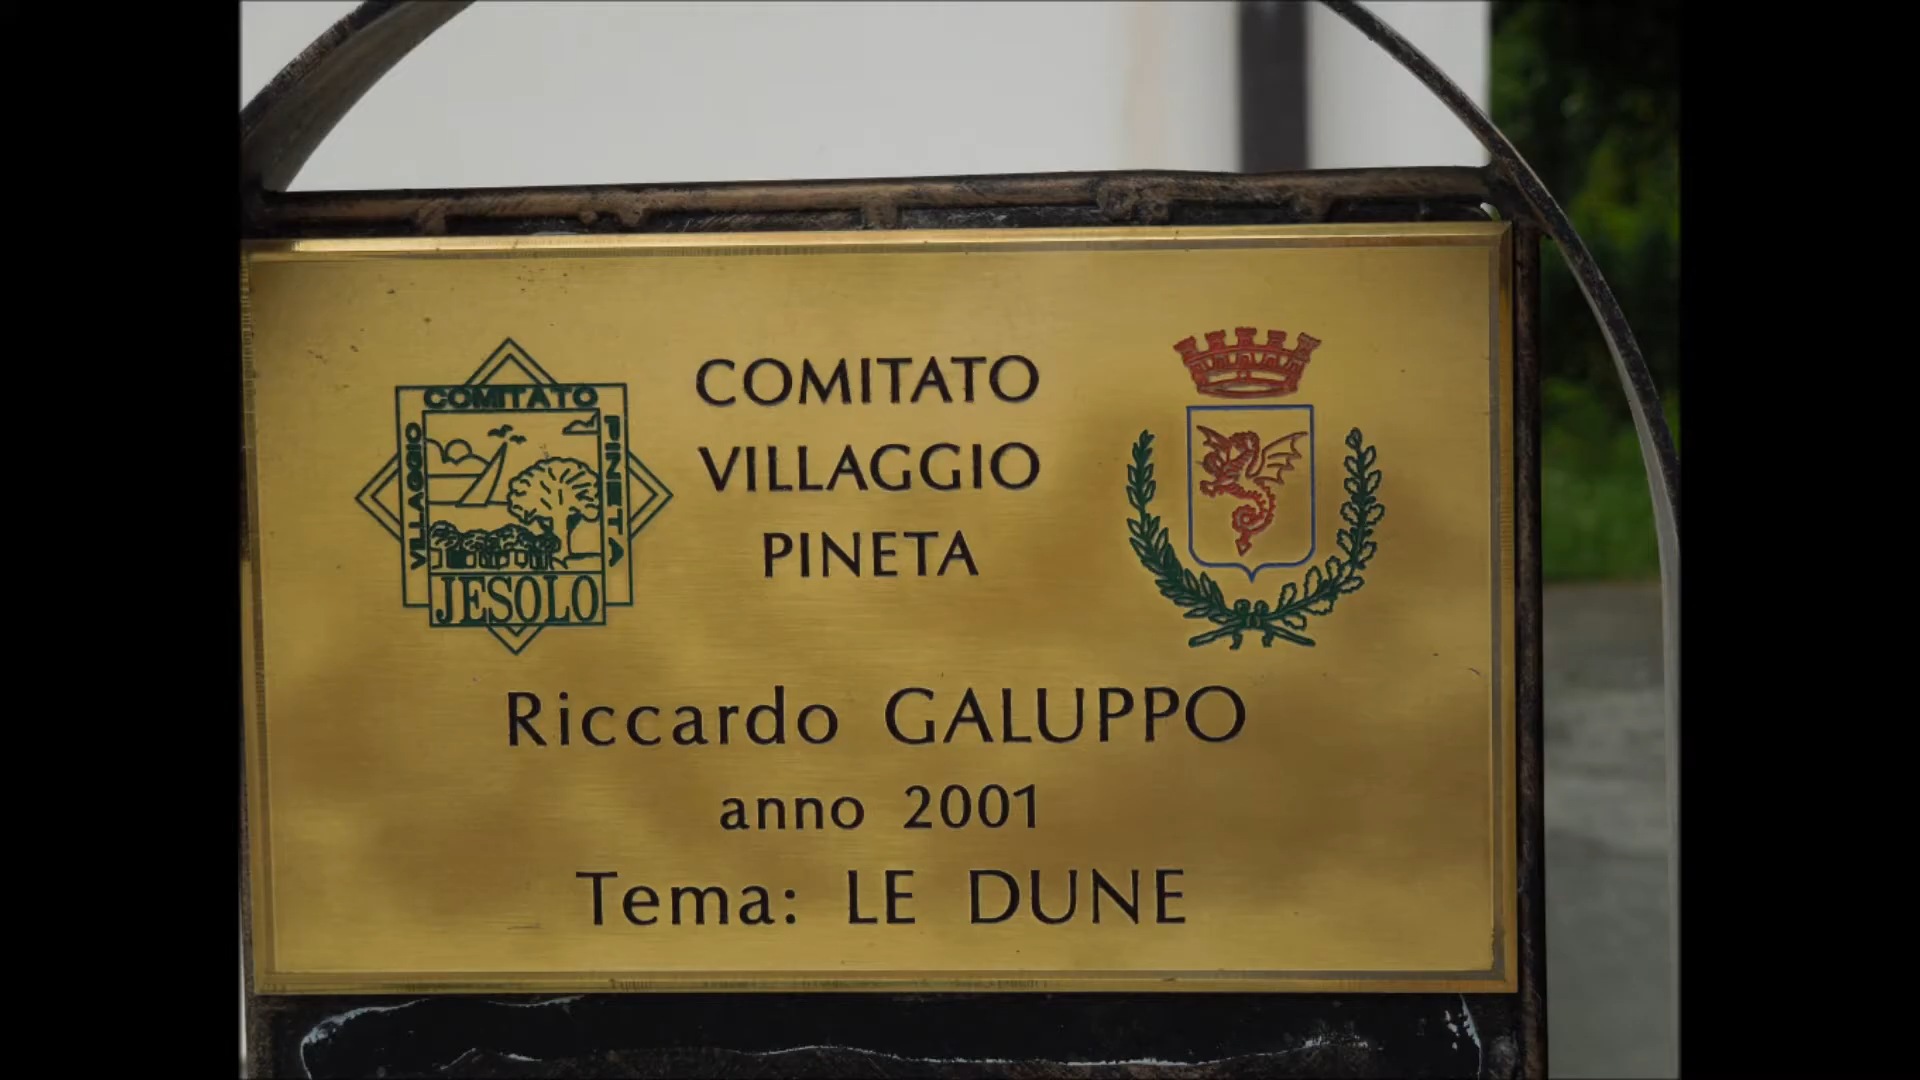 COMITATO
VILLAGGIO
PINETA
JESOLO
COMITATO
VILLAGGIO
PINETA
Riccardo GALUPPO
anno 2001
Tema: LE DUNE